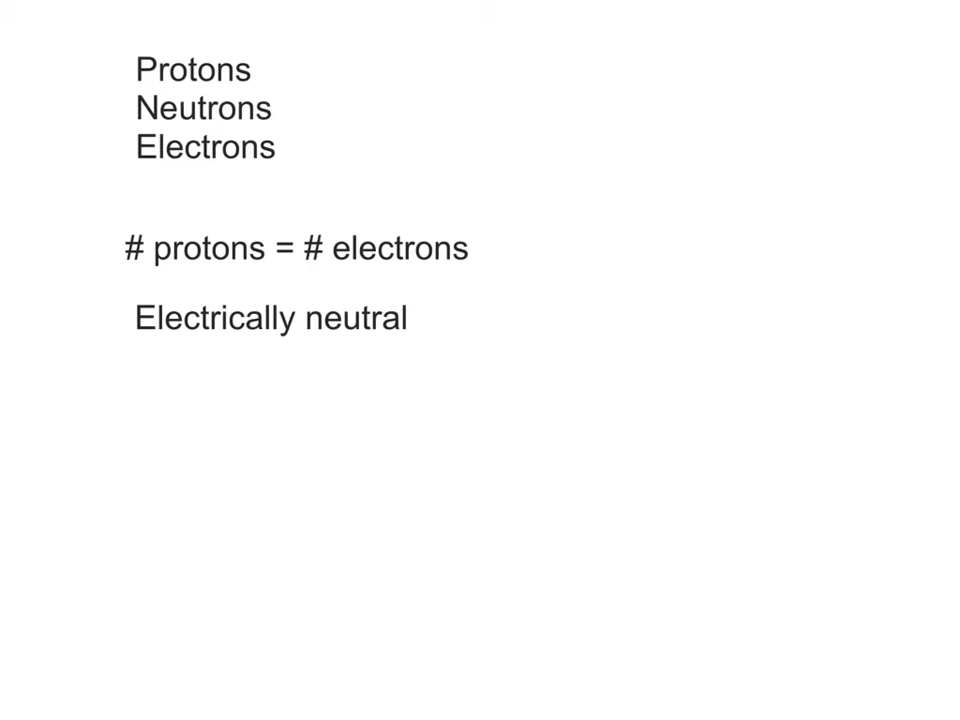 Protons
Neutrons
Electrons
# protons = # electrons
Electrically neutral